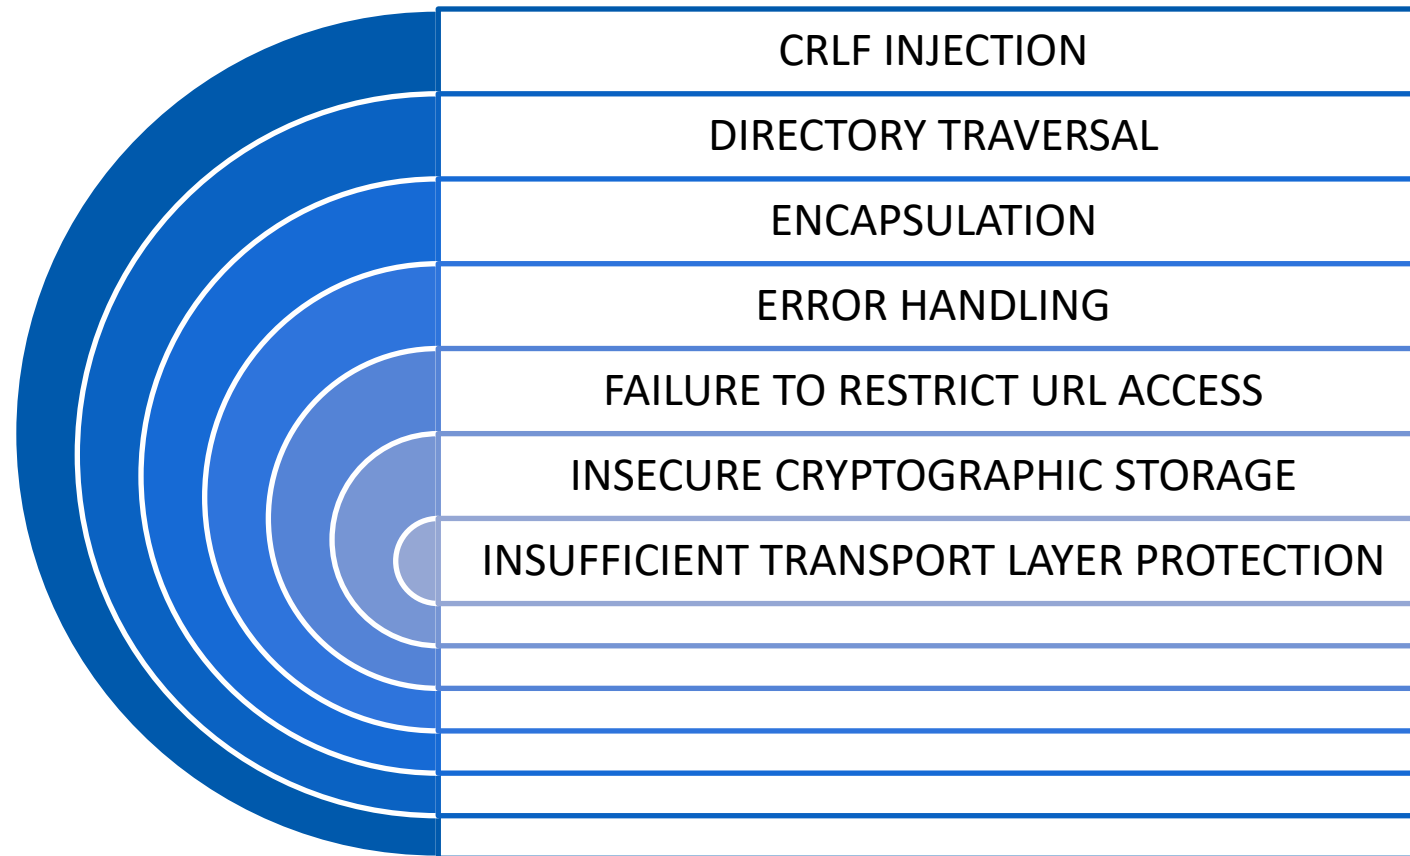 CRLF INJECTION
DIRECTORY TRAVERSAL
ENCAPSULATION
ERROR HANDLING
FAILURE TO RESTRICT URL ACCESS
INSECURE CRYPTOGRAPHIC STORAGE
INSUFFICIENT TRANSPORT LAYER PROTECTION